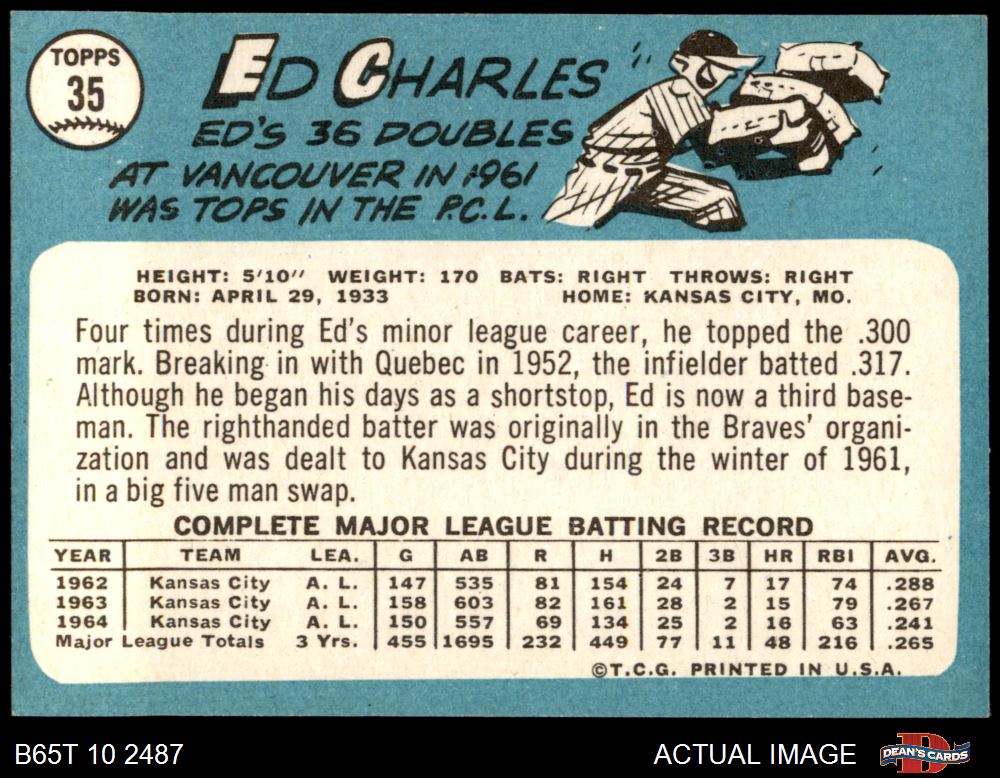 TOPPS
35
ED CHARLES
ED'S 36 DOUBLES
AT VANCOUVER IN 1961
WAS TOPS IN THE P.C.L.
HEIGHT: 5'10" WEIGHT: 170 BATS: RIGHT THROWS: RIGHT
BORN: APRIL 29, 1933 HOME: KANSAS CITY, MO.
Four times during Ed's minor league career, he topped the .300
mark. Breaking in with Quebec in 1952, the infielder batted .317.
Although he began his days as a shortstop, Ed is now a third base-
man. The righthanded batter was originally in the Braves' organi-
zation and was dealt to Kansas City during the winter of 1961,
in a big five man swap.
COMPLETE MAJOR LEAGUE BATTING RECORD
YEAR TEAM LEA. G AB R H 2B 3B HR RBI AVG.
1962 Kansas City A. L. 147 535 81 154 24 7 17 74 .288
1963 Kansas City A. L. 158 603 82 161 28 2 15 79 .267
1964 Kansas City A. L. 150 557 69 134 25 2 16 63 .241
Major League Totals 3 Yrs. 455 1695 232 449 77 11 48 216 .265
©T.C.G. PRINTED IN U.S.A.
B65T 10 2487 ACTUAL IMAGE DEAN'S CARDS